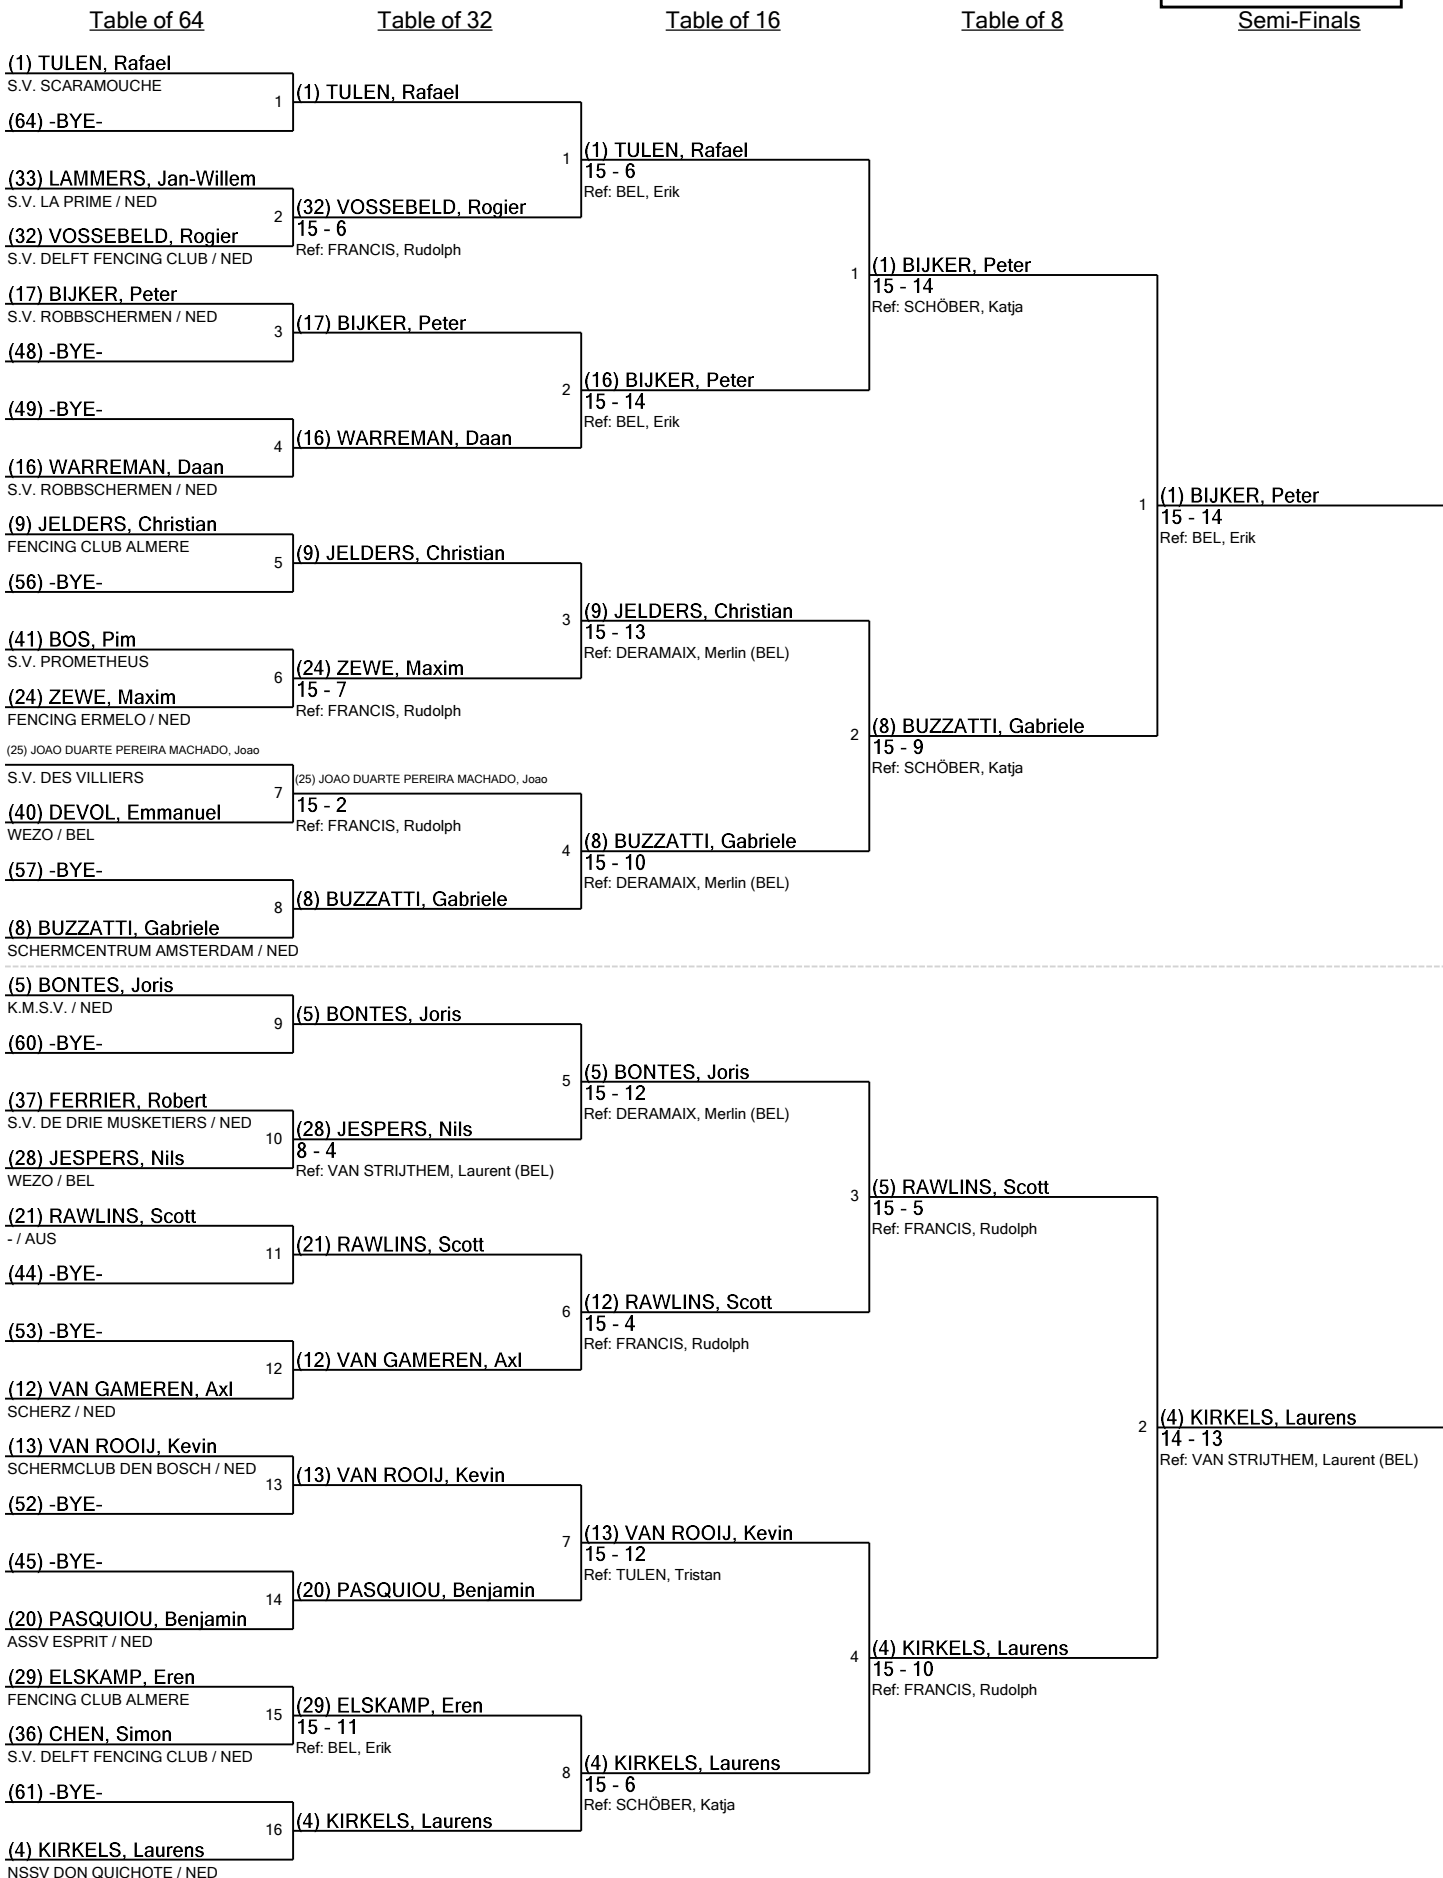 Table of 64
Table of 32
Table of 16
Table of 8
Semi-Finals
(1) TULEN, Rafael
S.V. SCARAMOUCHE
1
(64) -BYE-
(33) LAMMERS, Jan-Willem
S.V. LA PRIME / NED
2
(32) VOSSEBELD, Rogier
S.V. DELFT FENCING CLUB / NED
(17) BIJKER, Peter
S.V. ROBBSCHERMEN / NED
3
(48) -BYE-
(49) -BYE-
4
(16) WARREMAN, Daan
S.V. ROBBSCHERMEN / NED
(9) JELDERS, Christian
FENCING CLUB ALMERE
5
(56) -BYE-
(41) BOS, Pim
S.V. PROMETHEUS
6
(24) ZEWE, Maxim
FENCING ERMELO / NED
(25) JOAO DUARTE PEREIRA MACHADO, Joao
S.V. DES VILLIERS
7
(40) DEVOL, Emmanuel
WEZO / BEL
(57) -BYE-
8
(8) BUZZATTI, Gabriele
SCHERMCENTRUM AMSTERDAM / NED
(5) BONTES, Joris
K.M.S.V. / NED
9
(60) -BYE-
(37) FERRIER, Robert
S.V. DE DRIE MUSKETIERS / NED
10
(28) JESPERS, Nils
WEZO / BEL
(21) RAWLINS, Scott
- / AUS
11
(44) -BYE-
(53) -BYE-
12
(12) VAN GAMEREN, Axl
SCHERZ / NED
(13) VAN ROOIJ, Kevin
SCHERMCLUB DEN BOSCH / NED
13
(52) -BYE-
(45) -BYE-
14
(20) PASQUIOU, Benjamin
ASSV ESPRIT / NED
(29) ELSKAMP, Eren
FENCING CLUB ALMERE
15
(36) CHEN, Simon
S.V. DELFT FENCING CLUB / NED
(61) -BYE-
16
(4) KIRKELS, Laurens
NSSV DON QUICHOTE / NED
(1) TULEN, Rafael
1
(32) VOSSEBELD, Rogier
15 - 6
Ref: FRANCIS, Rudolph
(17) BIJKER, Peter
2
(16) WARREMAN, Daan
(9) JELDERS, Christian
3
(24) ZEWE, Maxim
15 - 7
Ref: FRANCIS, Rudolph
(25) JOAO DUARTE PEREIRA MACHADO, Joao
15 - 2
Ref: FRANCIS, Rudolph
4
(8) BUZZATTI, Gabriele
(5) BONTES, Joris
5
(28) JESPERS, Nils
8 - 4
Ref: VAN STRIJTHEM, Laurent (BEL)
(21) RAWLINS, Scott
6
(12) VAN GAMEREN, Axl
(13) VAN ROOIJ, Kevin
7
(20) PASQUIOU, Benjamin
(29) ELSKAMP, Eren
15 - 11
Ref: BEL, Erik
8
(4) KIRKELS, Laurens
(1) TULEN, Rafael
15 - 6
Ref: BEL, Erik
1
(16) BIJKER, Peter
15 - 14
Ref: BEL, Erik
(9) JELDERS, Christian
15 - 13
Ref: DERAMAIX, Merlin (BEL)
2
(8) BUZZATTI, Gabriele
15 - 10
Ref: DERAMAIX, Merlin (BEL)
(5) BONTES, Joris
15 - 12
Ref: DERAMAIX, Merlin (BEL)
3
(12) RAWLINS, Scott
15 - 4
Ref: FRANCIS, Rudolph
(13) VAN ROOIJ, Kevin
15 - 12
Ref: TULEN, Tristan
4
(4) KIRKELS, Laurens
15 - 6
Ref: SCHÖBER, Katja
(1) BIJKER, Peter
15 - 14
Ref: SCHÖBER, Katja
1
(8) BUZZATTI, Gabriele
15 - 9
Ref: SCHÖBER, Katja
(5) RAWLINS, Scott
15 - 5
Ref: FRANCIS, Rudolph
2
(4) KIRKELS, Laurens
15 - 10
Ref: FRANCIS, Rudolph
(1) BIJKER, Peter
15 - 14
Ref: BEL, Erik
(4) KIRKELS, Laurens
14 - 13
Ref: VAN STRIJTHEM, Laurent (BEL)